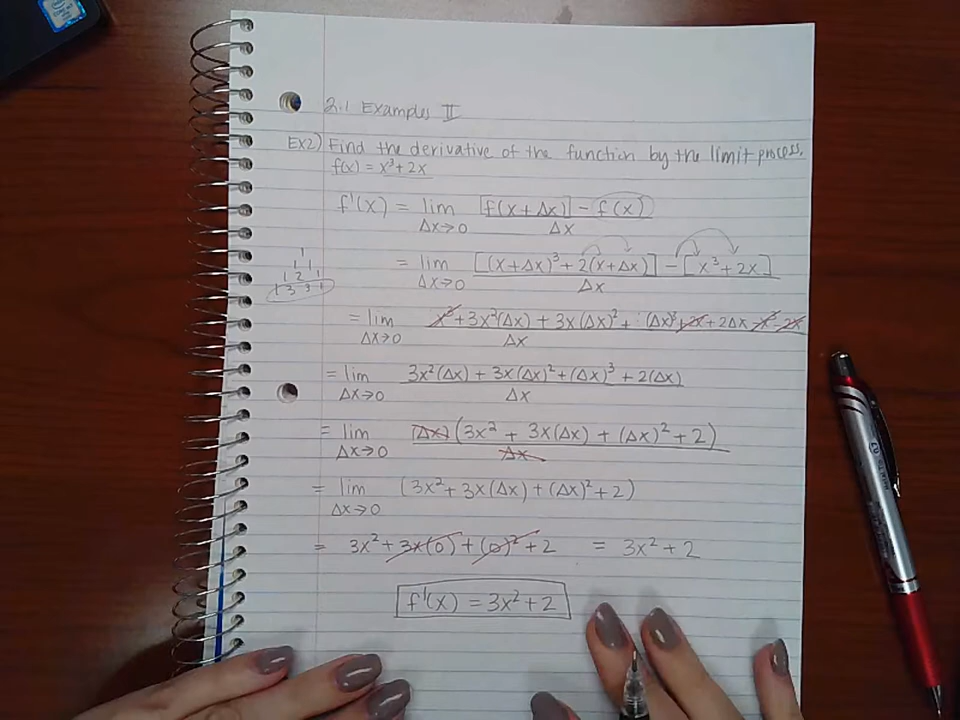 2.1 Examples II
Ex2) Find the derivative of the function by the limit process.
f(x) = x³ + 2x
f'(x) = lim Δx→0 [f(x+Δx)] - f(x) / Δx
1
1 1
1 2 1
1 3 3 1
= lim Δx→0 [(x+Δx)³ + 2(x+Δx)] - [x³ + 2x] / Δx
= lim Δx→0 x³ + 3x²(Δx) + 3x(Δx)² + (Δx)³ + 2x + 2Δx - x³ - 2x / Δx
= lim Δx→0 3x²(Δx) + 3x(Δx)² + (Δx)³ + 2(Δx) / Δx
= lim Δx→0 (Δx)(3x² + 3x(Δx) + (Δx)² + 2) / Δx
= lim Δx→0 (3x² + 3x(Δx) + (Δx)² + 2)
= 3x² + 3x(0) + (0)² + 2 = 3x² + 2
f'(x) = 3x² + 2